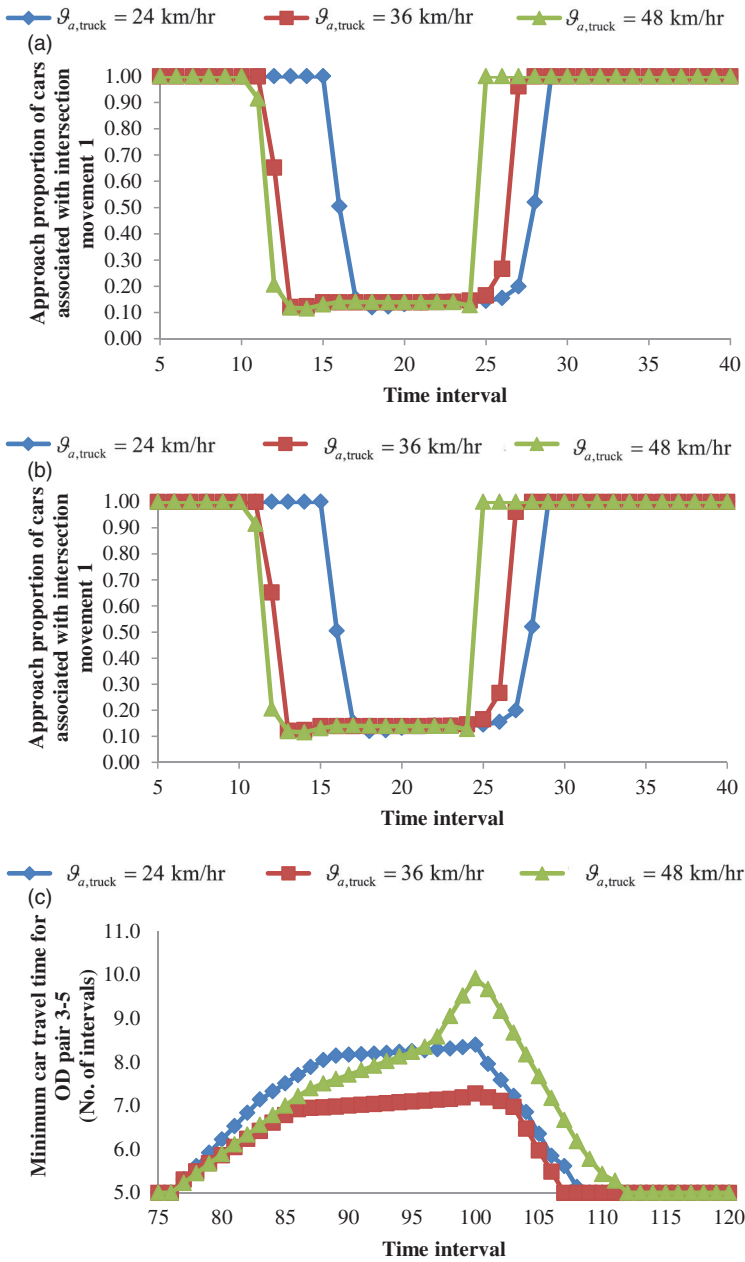 𝜗a,truck = 24 km/hr 𝜗a,truck = 36 km/hr 𝜗a,truck = 48 km/hr
(a)
Approach proportion of cars
associated with intersection
movement 1
1.00
0.90
0.80
0.70
0.60
0.50
0.40
0.30
0.20
0.10
0.00
5 10 15 20 25 30 35 40
Time interval
𝜗a,truck = 24 km/hr 𝜗a,truck = 36 km/hr 𝜗a,truck = 48 km/hr
(b)
Approach proportion of cars
associated with intersection
movement 1
1.00
0.90
0.80
0.70
0.60
0.50
0.40
0.30
0.20
0.10
0.00
5 10 15 20 25 30 35 40
Time interval
𝜗a,truck = 24 km/hr 𝜗a,truck = 36 km/hr 𝜗a,truck = 48 km/hr
(c)
Minimum car travel time for
OD pair 3-5
(No. of intervals)
11.0
10.0
9.0
8.0
7.0
6.0
5.0
75 80 85 90 95 100 105 110 115 120
Time interval